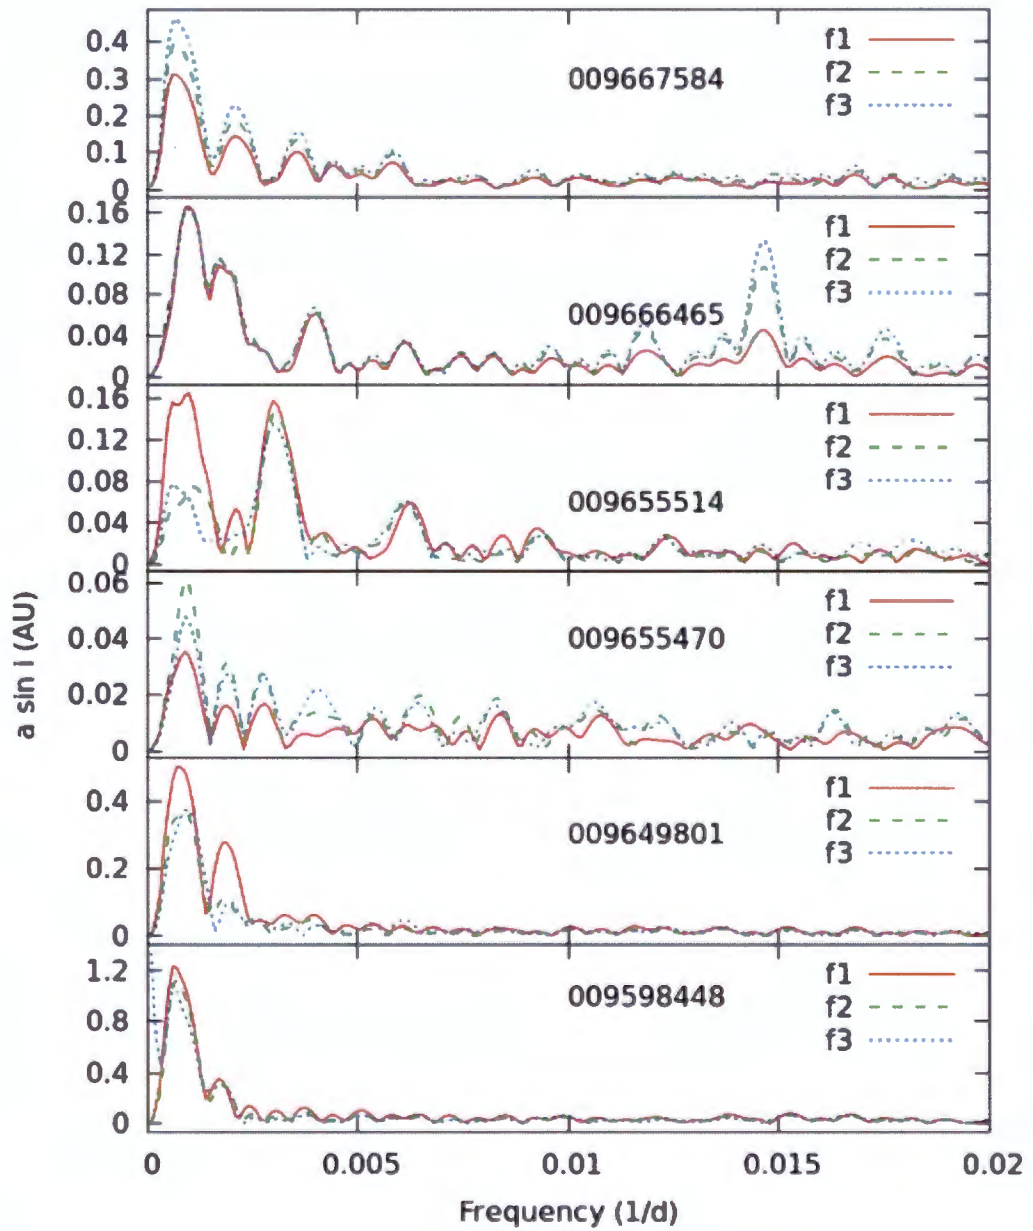 0.4
0.3
0.2
0.1
0
009667584
f1
f2
f3
0.16
0.12
0.08
0.04
0
009666465
f1
f2
f3
0.16
0.12
0.08
0.04
0
009655514
f1
f2
f3
0.06
0.04
0.02
0
009655470
f1
f2
f3
0.4
0.2
0
009649801
f1
f2
f3
1.2
0.8
0.4
0
009598448
f1
f2
f3
a sin i (AU)
0 0.005 0.01 0.015 0.02
Frequency (1/d)